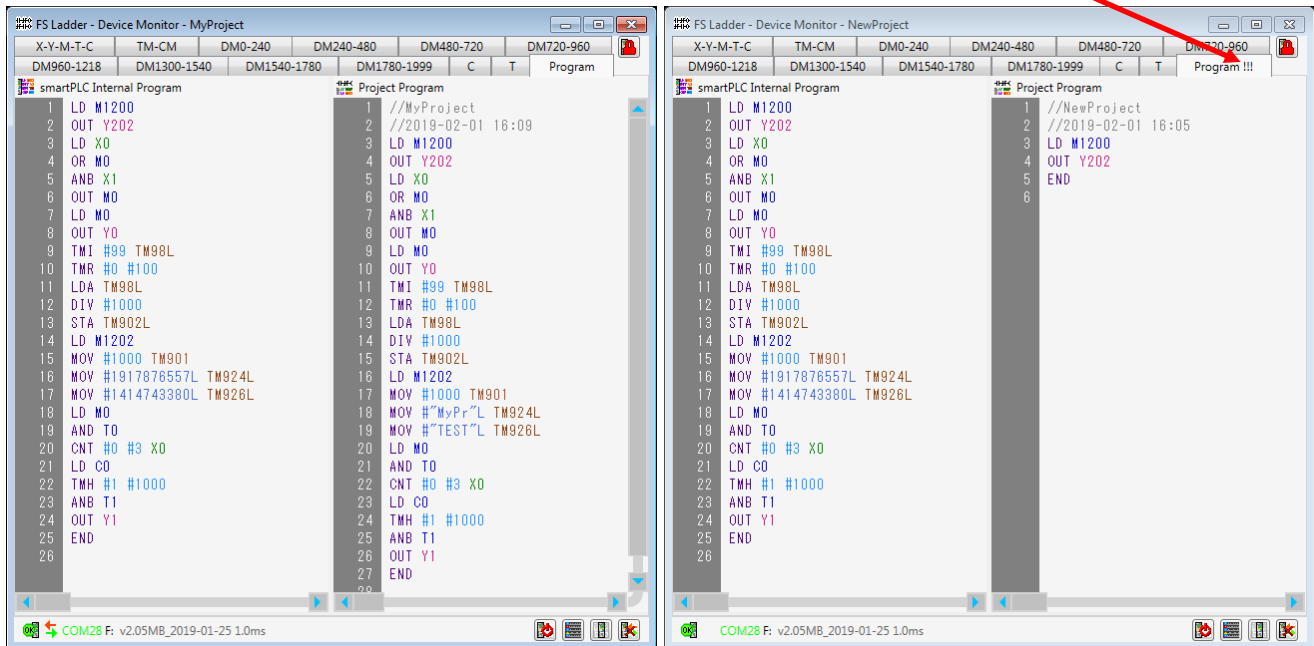 FS Ladder - Device Monitor - MyProject
X-Y-M-T-C TM-CM DM0-240 DM240-480 DM480-720 DM720-960
DM960-1218 DM1300-1540 DM1540-1780 DM1780-1999 C T Program
smartPLC Internal Program
1 LD M1200
2 OUT Y202
3 LD X0
4 OR M0
5 ANB X1
6 OUT M0
7 LD M0
8 OUT Y0
9 TMI #99 TM98L
10 TMR #0 #100
11 LDA TM98L
12 DIV #1000
13 STA TM902L
14 LD M1202
15 MOV #1000 TM901
16 MOV #1917876557L TM924L
17 MOV #1414743380L TM926L
18 LD M0
19 AND T0
20 CNT #0 #3 X0
21 LD C0
22 TMH #1 #1000
23 ANB T1
24 OUT Y1
25 END
26
Project Program
1 //MyProject
2 //2019-02-01 16:09
3 LD M1200
4 OUT Y202
5 LD X0
6 OR M0
7 ANB X1
8 OUT M0
9 LD M0
10 OUT Y0
11 TMI #99 TM98L
12 TMR #0 #100
13 LDA TM98L
14 DIV #1000
15 STA TM902L
16 LD M1202
17 MOV #1000 TM901
18 MOV #"MyPr"L TM924L
19 MOV #"TEST"L TM926L
20 LD M0
21 AND T0
22 CNT #0 #3 X0
23 LD C0
24 TMH #1 #1000
25 ANB T1
26 OUT Y1
27 END
28
OK COM28 F: v2.05MB_2019-01-25 1.0ms
FS Ladder - Device Monitor - NewProject
X-Y-M-T-C TM-CM DM0-240 DM240-480 DM480-720 DM720-960
DM960-1218 DM1300-1540 DM1540-1780 DM1780-1999 C T Program !!!
smartPLC Internal Program
1 LD M1200
2 OUT Y202
3 LD X0
4 OR M0
5 ANB X1
6 OUT M0
7 LD M0
8 OUT Y0
9 TMI #99 TM98L
10 TMR #0 #100
11 LDA TM98L
12 DIV #1000
13 STA TM902L
14 LD M1202
15 MOV #1000 TM901
16 MOV #1917876557L TM924L
17 MOV #1414743380L TM926L
18 LD M0
19 AND T0
20 CNT #0 #3 X0
21 LD C0
22 TMH #1 #1000
23 ANB T1
24 OUT Y1
25 END
26
Project Program
1 //NewProject
2 //2019-02-01 16:05
3 LD M1200
4 OUT Y202
5 END
6
OK COM28 F: v2.05MB_2019-01-25 1.0ms